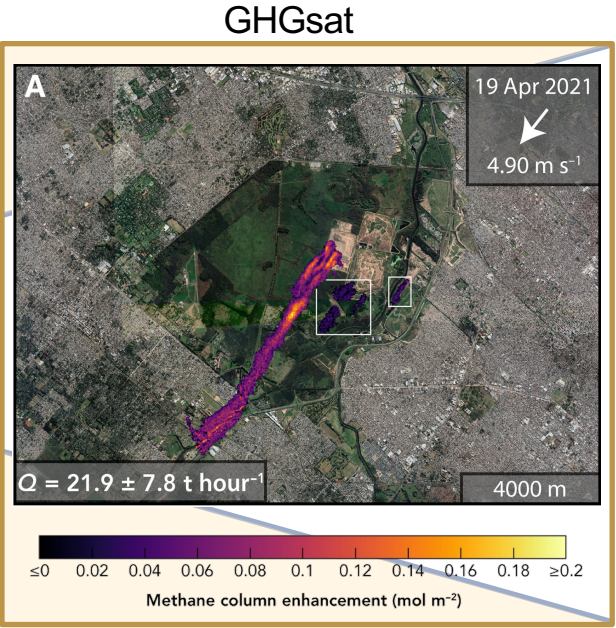 GHGsat
A
19 Apr 2021
4.90 m s⁻¹
Q = 21.9 ± 7.8 t hour⁻¹
4000 m
≤0 0.02 0.04 0.06 0.08 0.1 0.12 0.14 0.16 0.18 ≥0.2
Methane column enhancement (mol m⁻²)